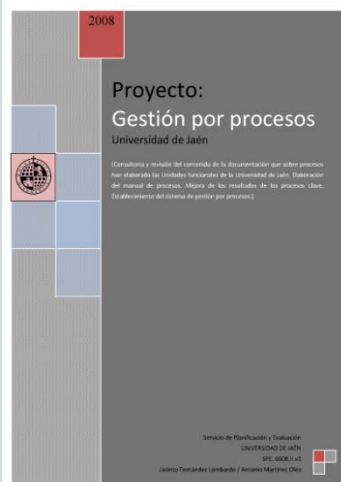 2008
Proyecto:
Gestión por procesos
Universidad de Jaén
[Consultoría y revisión del contenido de la documentación que sobre procesos
han elaborado las Unidades funcionales de la Universidad de Jaén. Elaboración
del manual de procesos. Mejora de los resultados de los procesos clave.
Establecimiento del sistema de gestión por procesos.]
Servicio de Planificación y Evaluación
UNIVERSIDAD DE JAÉN
SPE. 0608.II.v2
Jacinto Fernández Lombardo / Antonio Martínez Olea